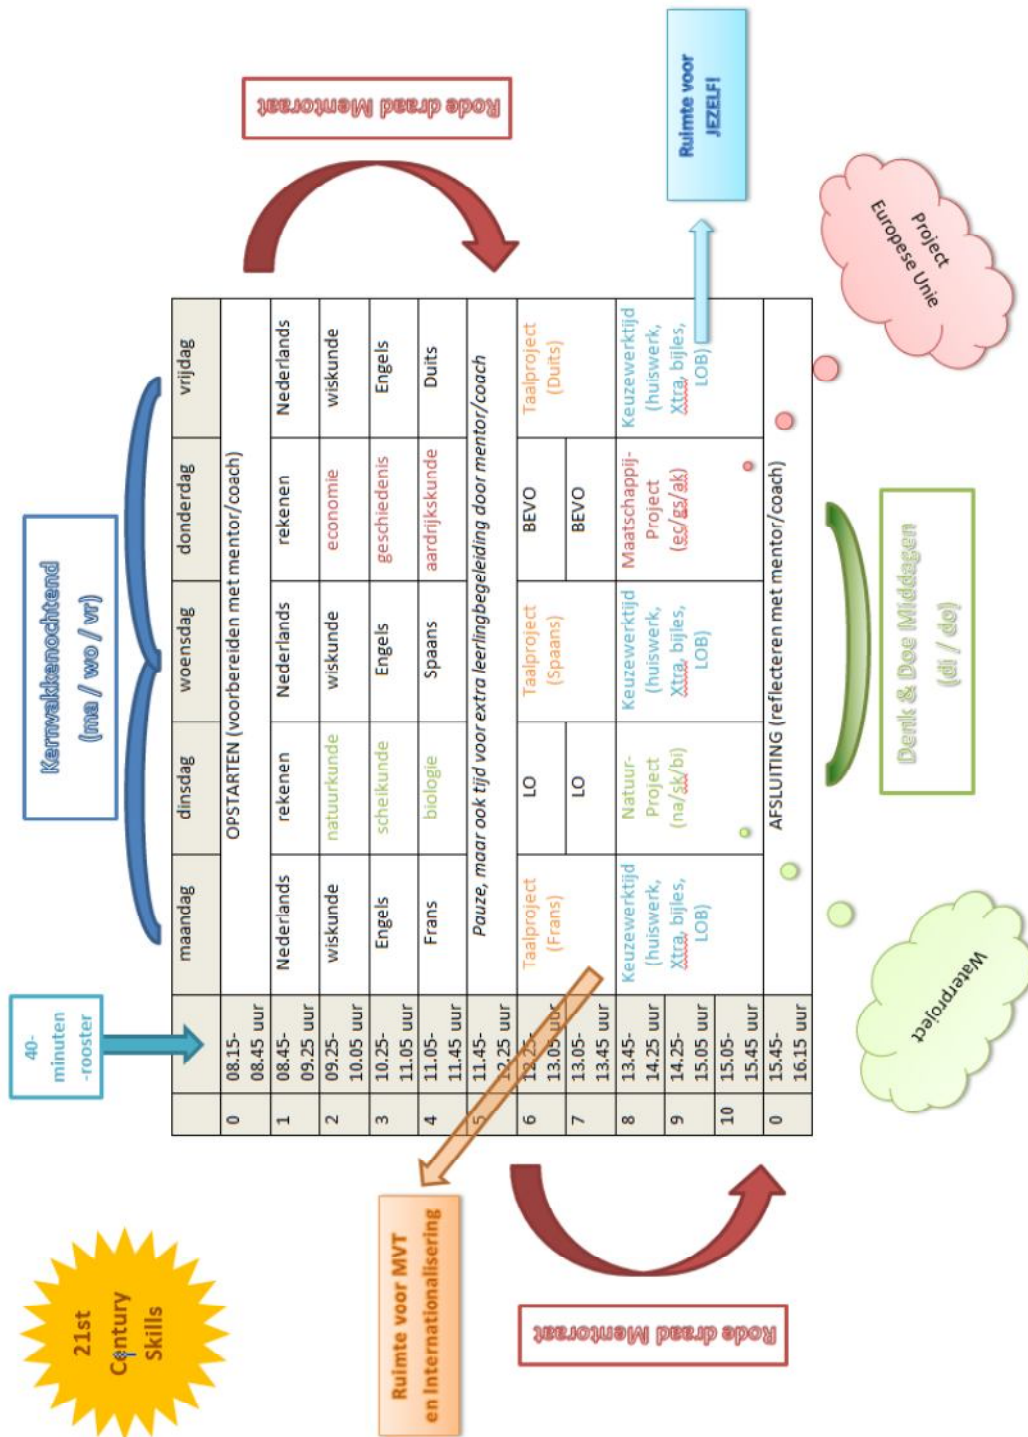 21st
Century
Skills
40-
minuten
-rooster
Kernvakkenochtend
(ma / wo / vr)
Rode draad Mentoraat
Ruimte voor MVT
en Internationalisering
maandag dinsdag woensdag donderdag vrijdag
0 08.15- OPSTARTEN (voorbereiden met mentor/coach)
08.45 uur
1 08.45- Nederlands rekenen Nederlands rekenen Nederlands
09.25 uur
2 09.25- wiskunde natuurkunde wiskunde economie wiskunde
10.05 uur
3 10.25- Engels scheikunde Engels geschiedenis Engels
11.05 uur
4 11.05- Frans biologie Spaans aardrijkskunde Duits
11.45 uur
5 11.45- Pauze, maar ook tijd voor extra leerlingbegeleiding door mentor/coach
12.25 uur
6 12.25- Taalproject LO Taalproject BEVO Taalproject
13.05 uur (Frans) (Spaans) (Duits)
7 13.05- LO BEVO
13.45 uur
8 13.45- Keuzewerktijd Natuur- Keuzewerktijd Maatschappij- Keuzewerktijd
14.25 uur (huiswerk, Project (huiswerk, Project (huiswerk,
9 14.25- Xtra, bijles, (na/sk/bi) Xtra, bijles, (ec/gs/ak) Xtra, bijles,
15.05 uur LOB) LOB) LOB)
10 15.05-
15.45 uur
0 15.45- AFSLUITING (reflecteren met mentor/coach)
16.15 uur
Ruimte voor
JEZELF!
Rode draad Mentoraat
Waterproject
Denk & Doe Middagen
(di / do)
Project
Europese Unie